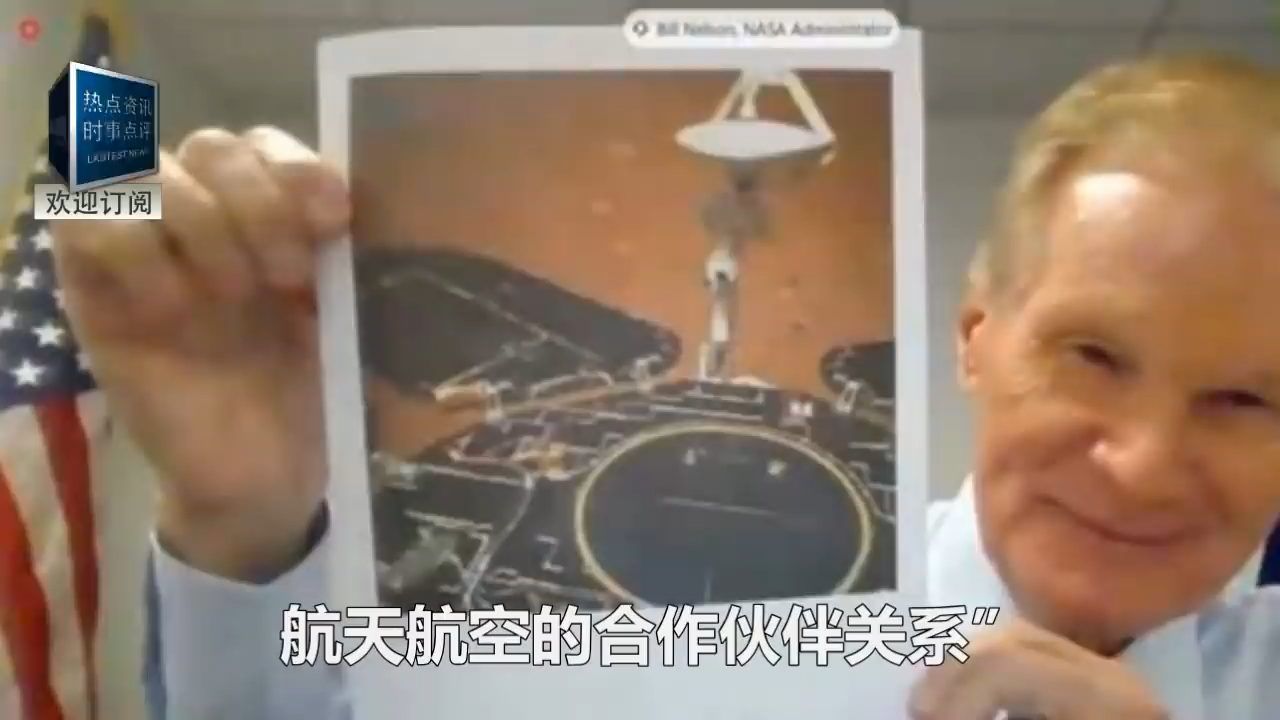 Bill Nelson, NASA Administrator
热点资讯
时事点评
欢迎订阅
航天航空的合作伙伴关系”